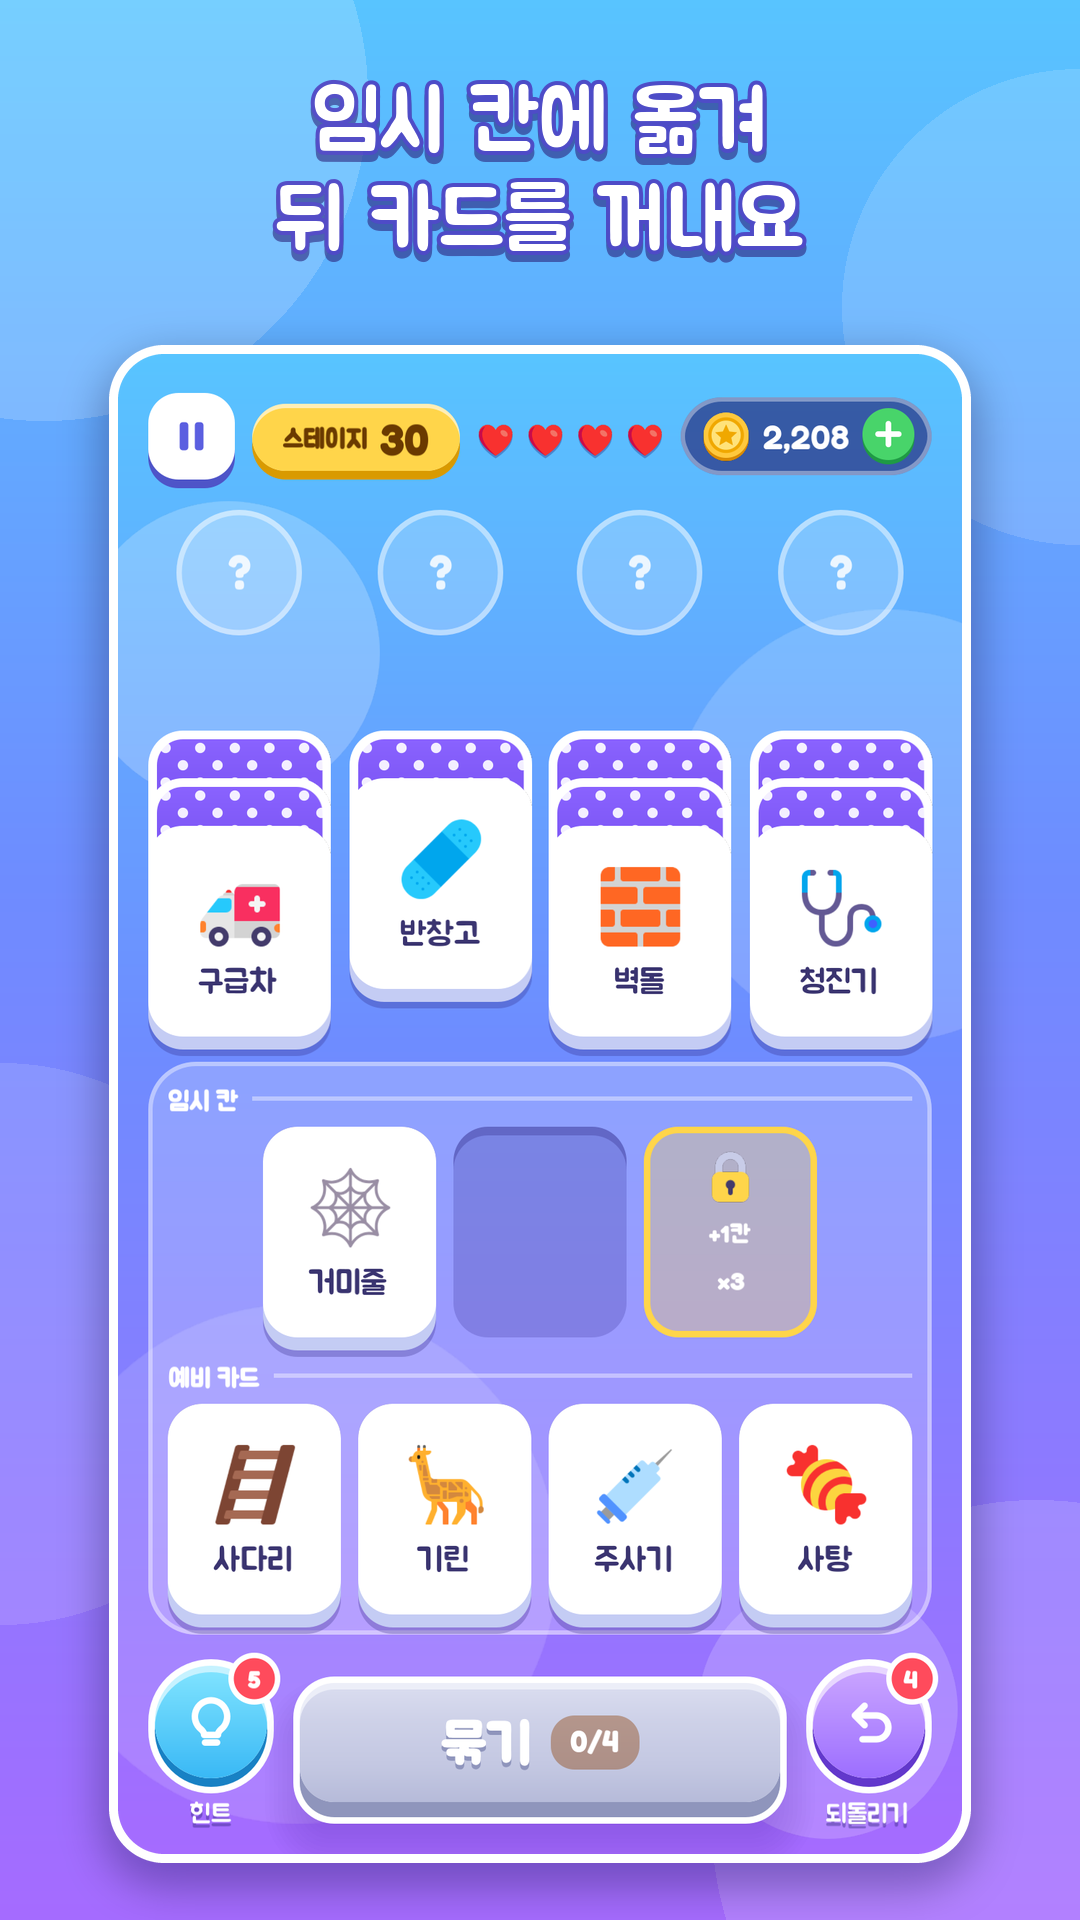 임시 칸에 옮겨
뒤 카드를 꺼내요
스테이지 30
2,208
? ? ? ?
구급차
반창고
벽돌
청진기
임시 칸
거미줄
+1칸
×3
예비 카드
사다리
기린
주사기
사탕
5
묶기 0/4
4
힌트
되돌리기